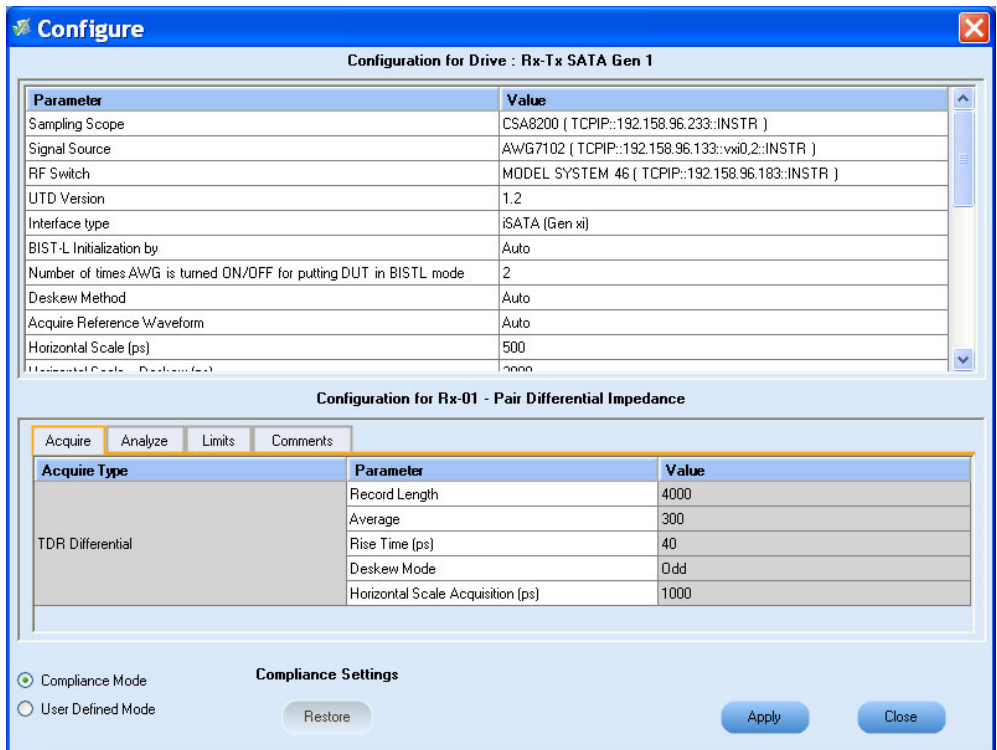 Configure
Configuration for Drive : Rx-Tx SATA Gen 1
Parameter Value
Sampling Scope CSA8200 ( TCPIP::192.158.96.233::INSTR )
Signal Source AWG7102 ( TCPIP::192.158.96.133::vxi0,2::INSTR )
RF Switch MODEL SYSTEM 46 ( TCPIP::192.158.96.183::INSTR )
UTD Version 1.2
Interface type iSATA (Gen xi)
BIST-L Initialization by Auto
Number of times AWG is turned ON/OFF for putting DUT in BISTL mode 2
Deskew Method Auto
Acquire Reference Waveform Auto
Horizontal Scale (ps) 500
Configuration for Rx-01 - Pair Differential Impedance
Acquire Analyze Limits Comments
Acquire Type Parameter Value
Record Length 4000
Average 300
TDR Differential Rise Time (ps) 40
Deskew Mode Odd
Horizontal Scale Acquisition (ps) 1000
Compliance Mode Compliance Settings
User Defined Mode Restore Apply Close